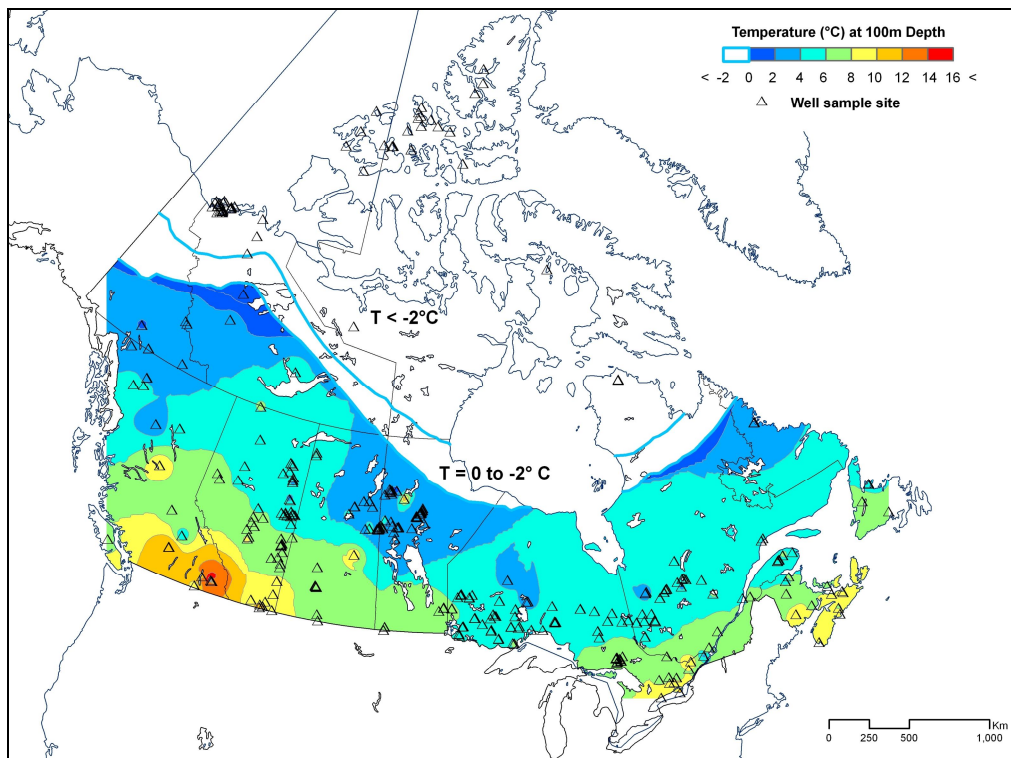 Temperature (°C) at 100m Depth
< -2 0 2 4 6 8 10 12 14 16 <
Well sample site
T < -2°C
T = 0 to -2° C
Km
0 250 500 1,000